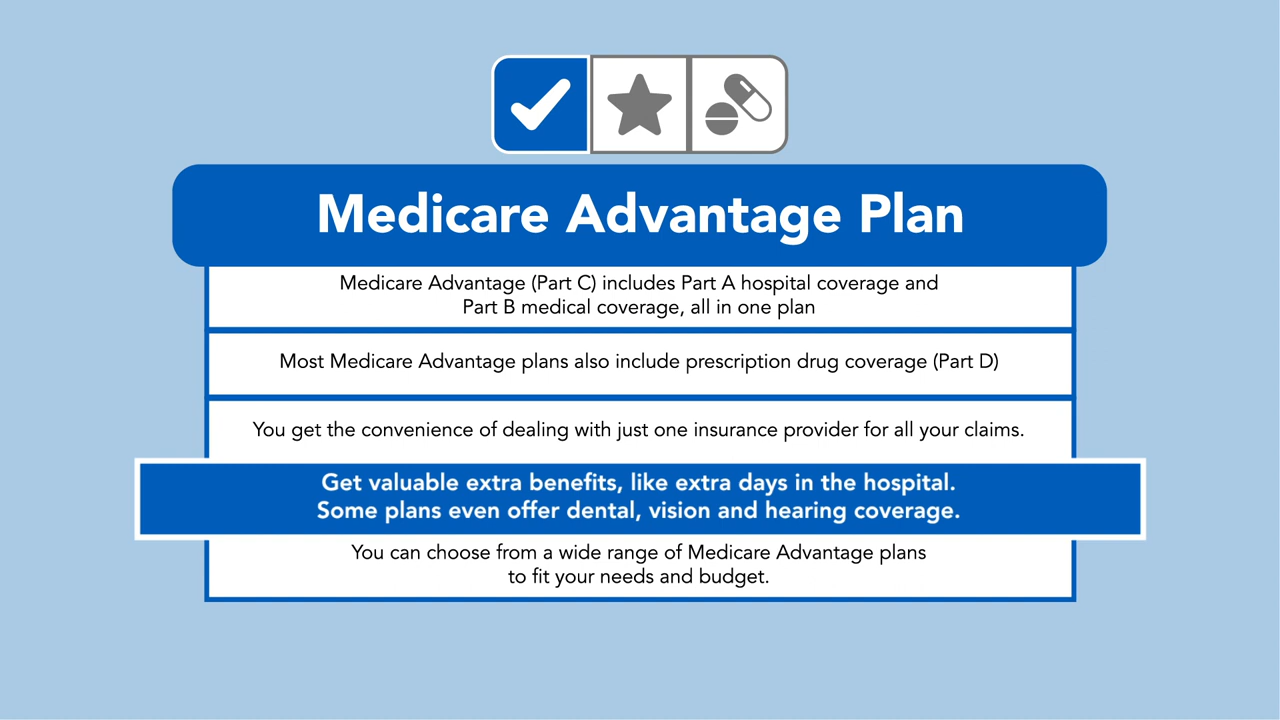 Medicare Advantage Plan
Medicare Advantage (Part C) includes Part A hospital coverage and
Part B medical coverage, all in one plan
Most Medicare Advantage plans also include prescription drug coverage (Part D)
You get the convenience of dealing with just one insurance provider for all your claims.
Get valuable extra benefits, like extra days in the hospital.
Some plans even offer dental, vision and hearing coverage.
You can choose from a wide range of Medicare Advantage plans
to fit your needs and budget.